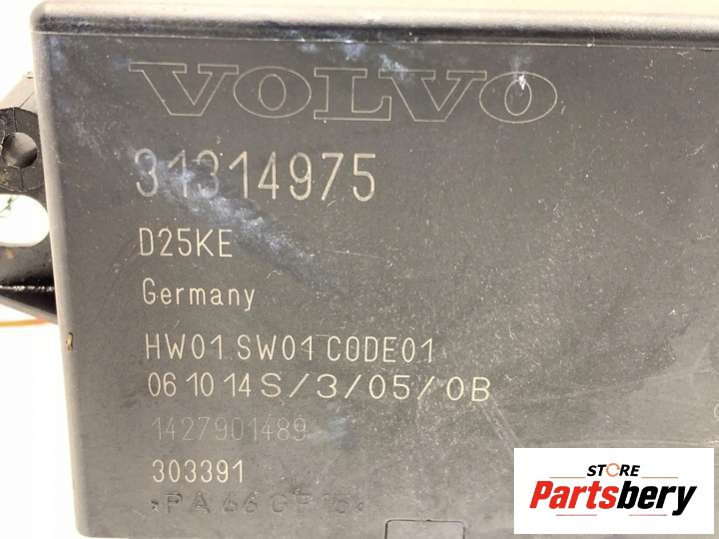 VOLVO
31314975
D25KE
Germany
HW01 SW01 CODE01
06 10 14 S/3/05/0B
1427901489
303391
STORE
Partsbery